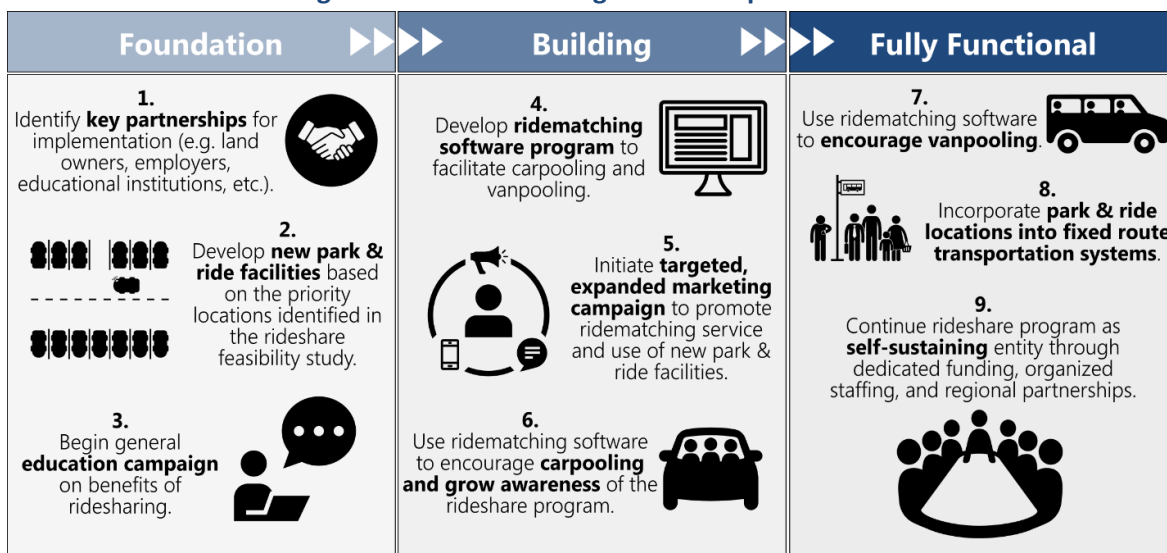 Foundation
Building
Fully Functional
1.
Identify key partnerships for
implementation (e.g. land
owners, employers,
educational institutions, etc.).
2.
Develop new park &
ride facilities based
on the priority
locations identified in
the rideshare
feasibility study.
3.
Begin general
education campaign
on benefits of
ridesharing.
4.
Develop ridematching
software program to
facilitate carpooling and
vanpooling.
5.
Initiate targeted,
expanded marketing
campaign to promote
ridematching service
and use of new park &
ride facilities.
6.
Use ridematching software
to encourage carpooling
and grow awareness of the
rideshare program.
7.
Use ridematching software
to encourage vanpooling.
8.
Incorporate park & ride
locations into fixed route
transportation systems.
9.
Continue rideshare program as
self-sustaining entity through
dedicated funding, organized
staffing, and regional partnerships.